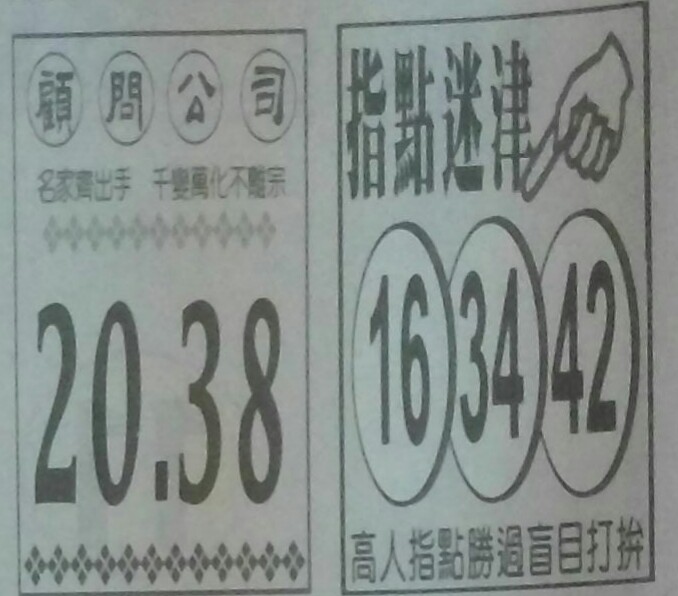 顧問公司
名家齊出手 千變萬化不離宗
20.38
指點迷津
16 34 42
高人指點勝過盲目打拚